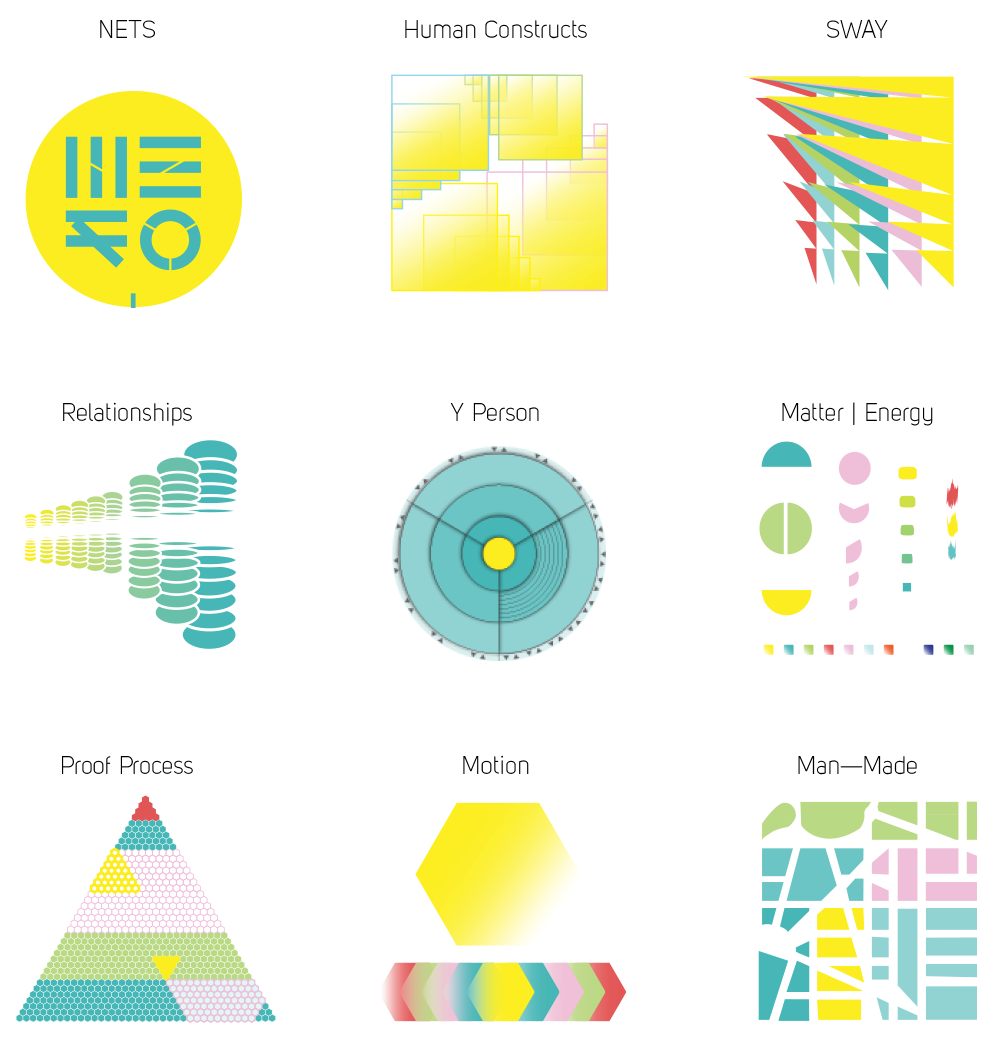 NETS
Human Constructs
SWAY
Relationships
Y Person
Matter | Energy
Proof Process
Motion
Man—Made